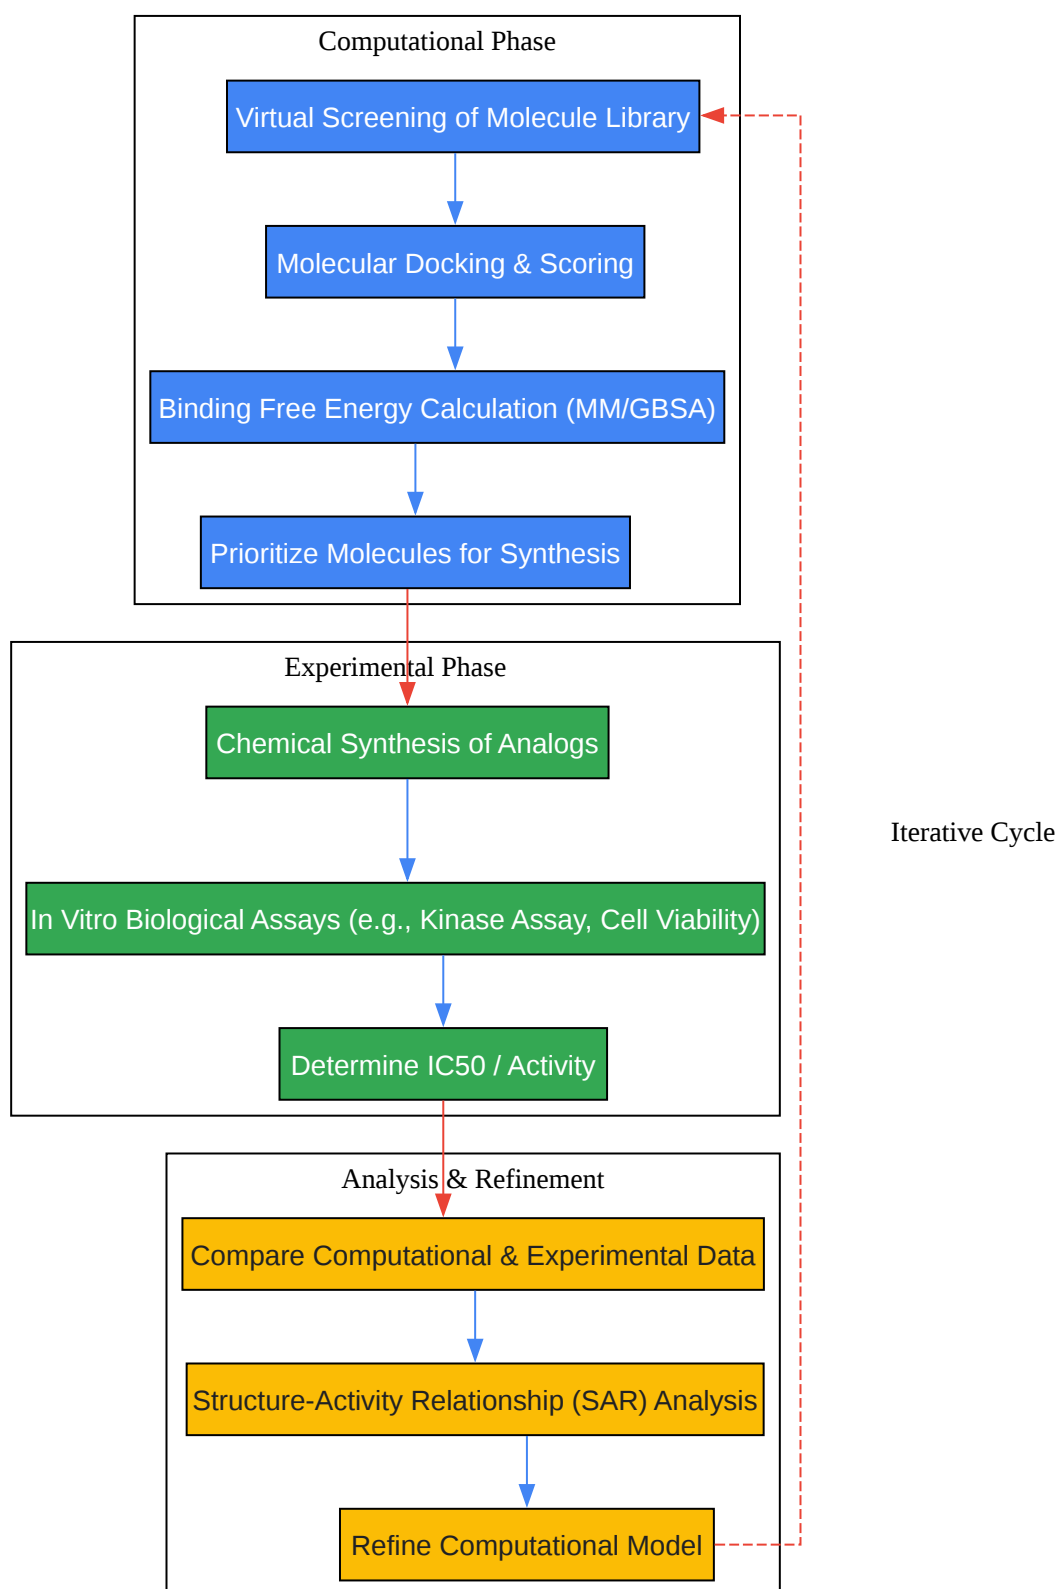 Computational Phase
Virtual Screening of Molecule Library
Molecular Docking & Scoring
Binding Free Energy Calculation (MM/GBSA)
Prioritize Molecules for Synthesis
Experimental Phase
Chemical Synthesis of Analogs
Iterative Cycle
In Vitro Biological Assays (e.g., Kinase Assay, Cell Viability)
Determine IC50 / Activity
Analysis & Refinement
Compare Computational & Experimental Data
Structure-Activity Relationship (SAR) Analysis
Refine Computational Model